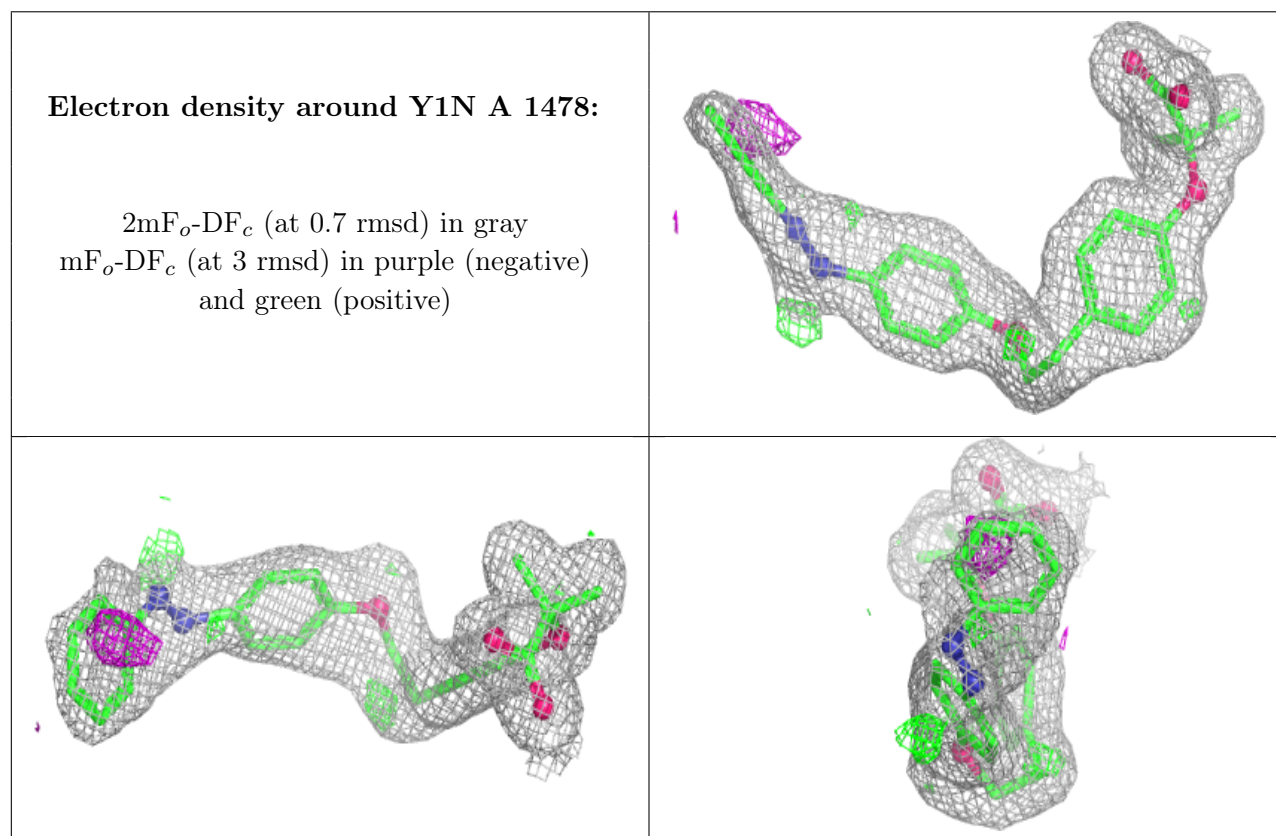 Electron density around Y1N A 1478:
2mFo-DFc (at 0.7 rmsd) in gray
mFo-DFc (at 3 rmsd) in purple (negative)
and green (positive)